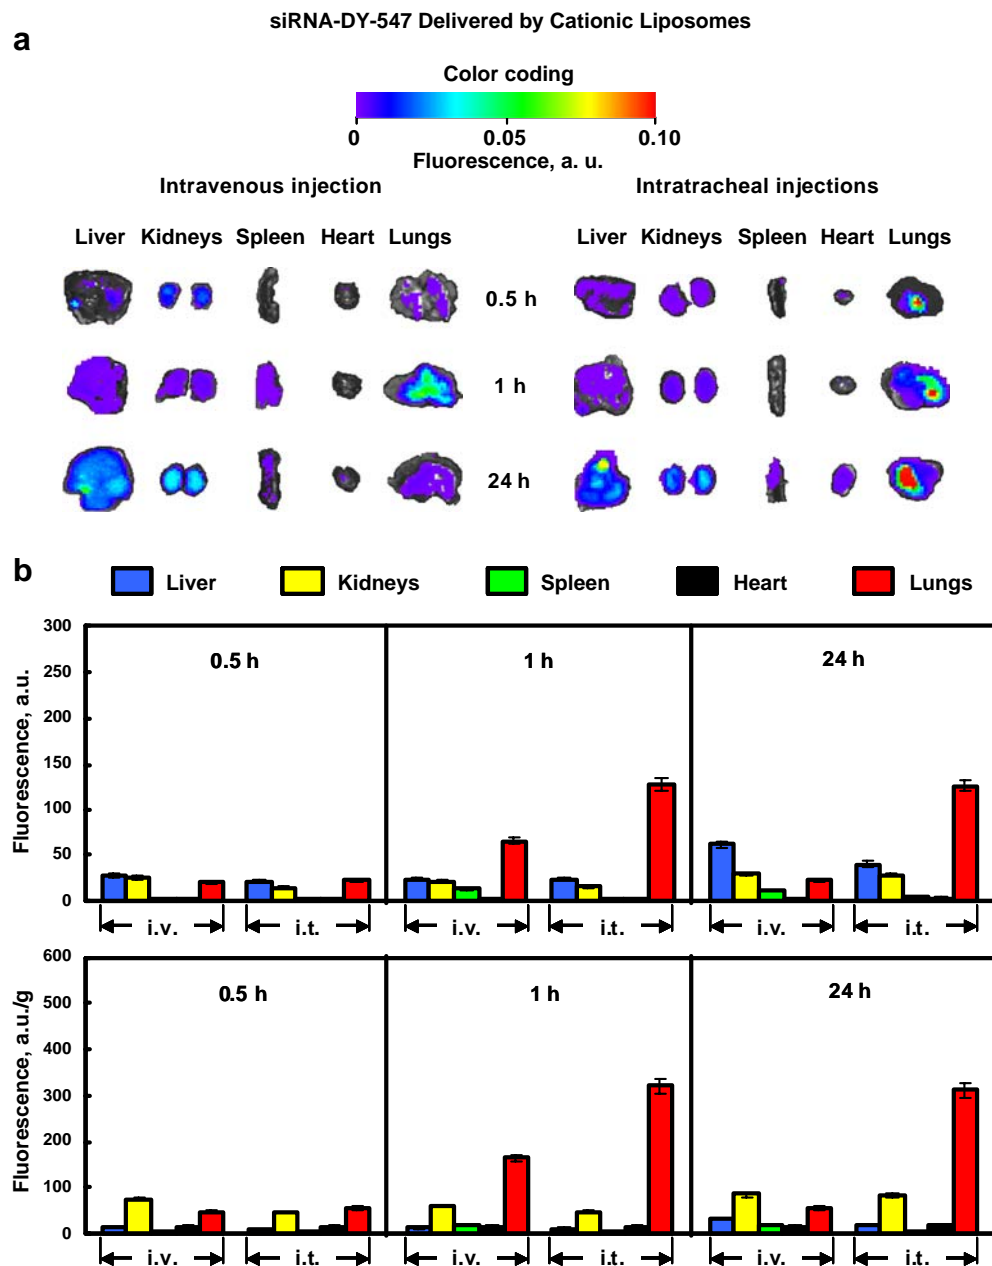 siRNA-DY-547 Delivered by Cationic Liposomes
a
Color coding
0 0.05 0.10
Fluorescence, a. u.
Intravenous injection Intratracheal injections
Liver Kidneys Spleen Heart Lungs Liver Kidneys Spleen Heart Lungs
0.5 h
1 h
24 h
b
Liver Kidneys Spleen Heart Lungs
Fluorescence, a.u.
300
250
200
150
100
50
0
0.5 h 1 h 24 h
i.v. i.t. i.v. i.t. i.v. i.t.
Fluorescence, a.u./g
600
500
400
300
200
100
0
0.5 h 1 h 24 h
i.v. i.t. i.v. i.t. i.v. i.t.